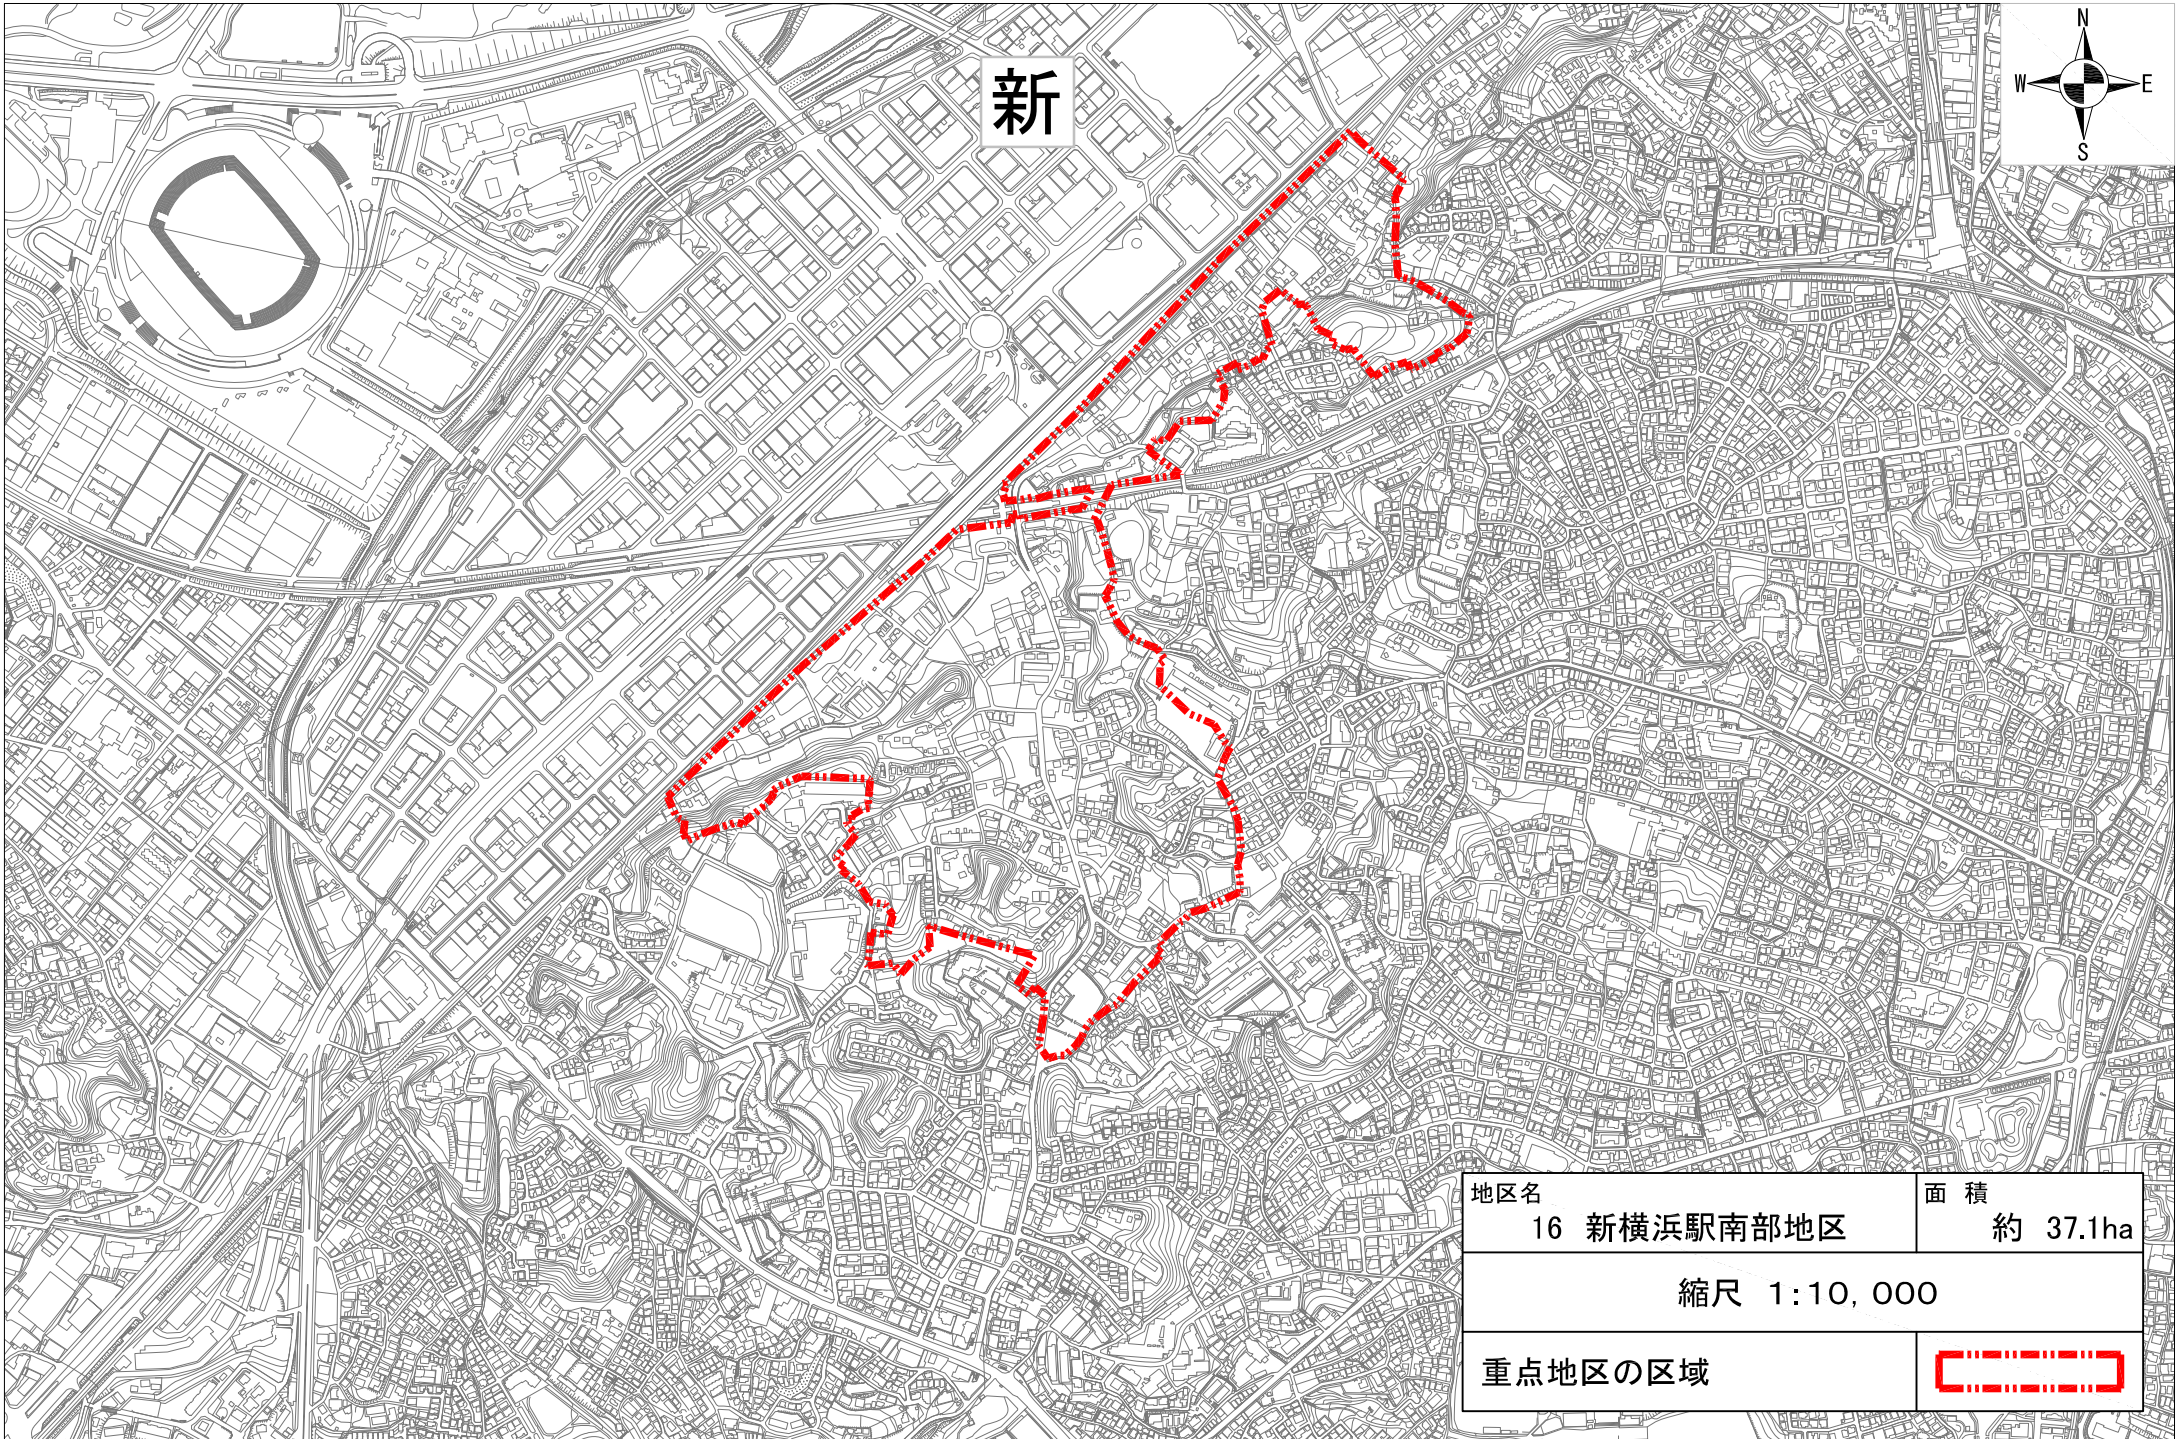 新
N
W E
S
地区名
16 新横浜駅南部地区
面 積
約 37.1ha
縮尺 1:10,000
重点地区の区域